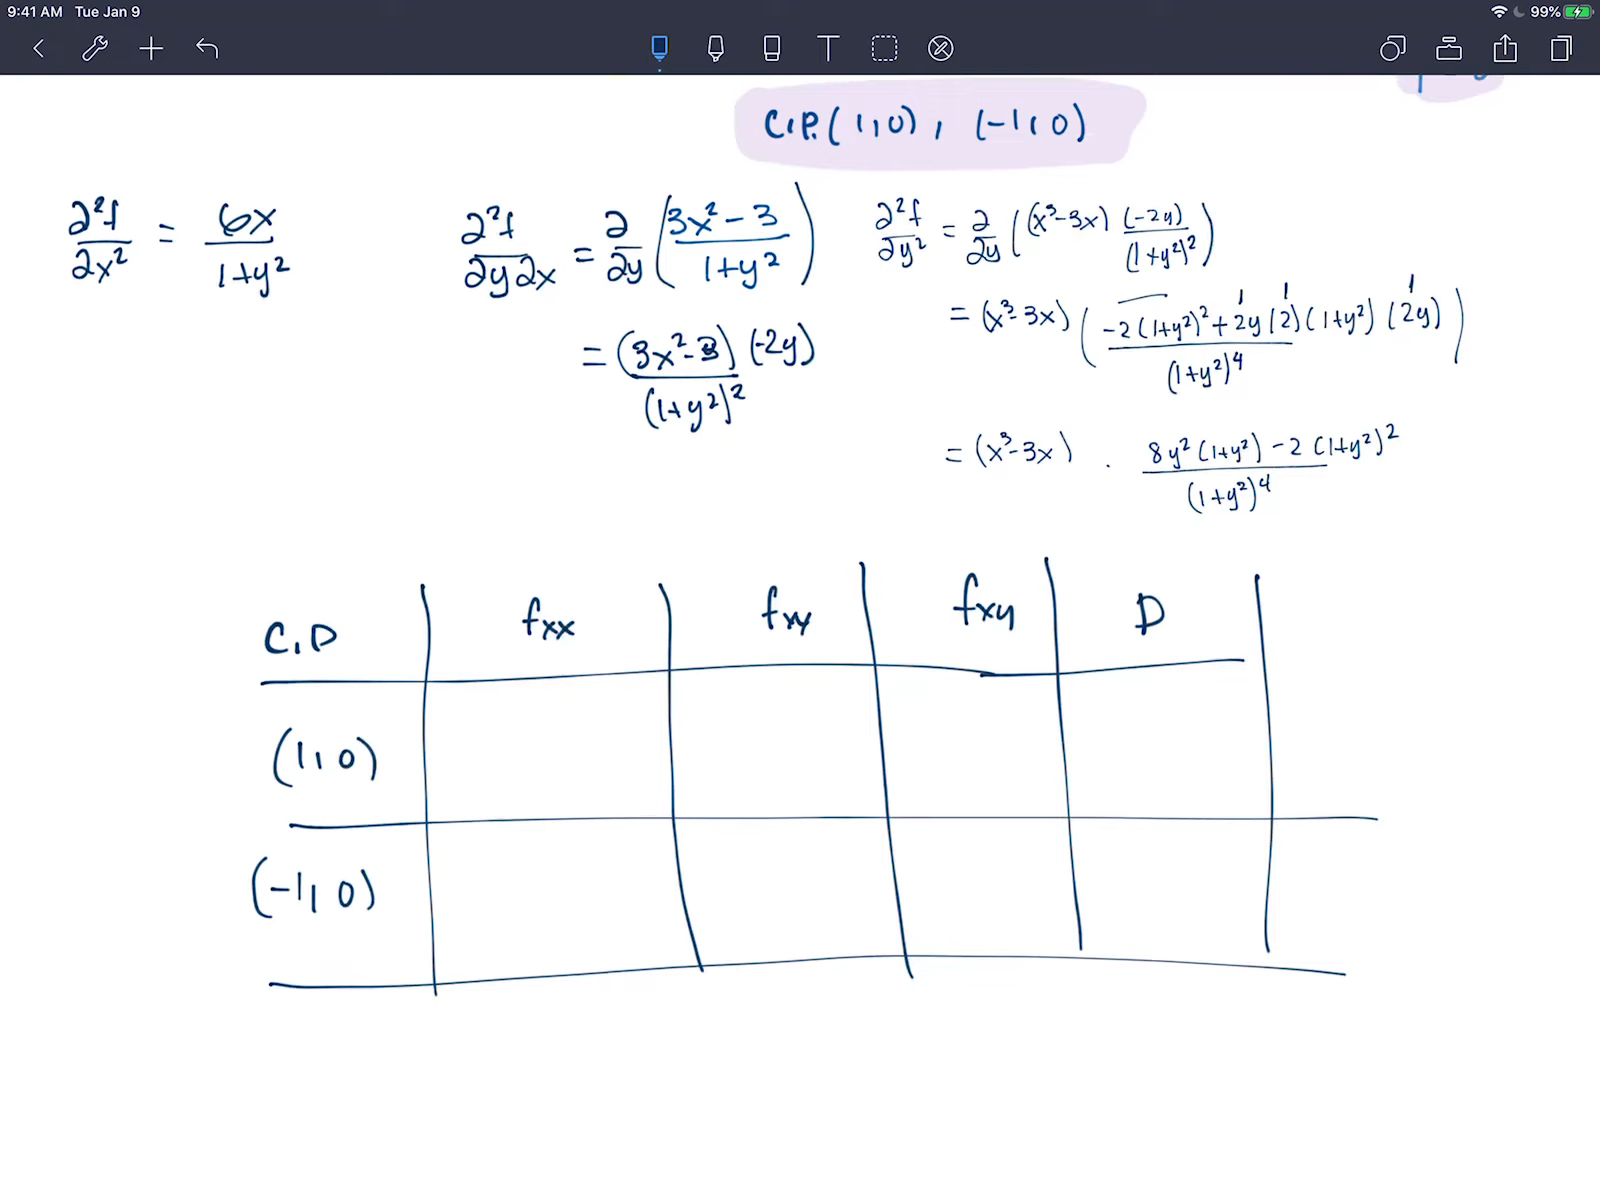 9:41 AM Tue Jan 9
99%
C.P. (1,0), (-1,0)
∂²f/∂x² = 6x/(1+y²)
∂²f/∂y∂x = ∂/∂y ((3x²-3)/(1+y²))
= (3x²-3)(-2y)/(1+y²)²
∂²f/∂y² = ∂/∂y ((x³-3x) (-2y)/(1+y²)²)
= (x³-3x) ((-2(1+y²)²+2y(2)(1+y²)(2y))/(1+y²)⁴)
= (x³-3x) · (8y²(1+y²)-2(1+y²)²)/(1+y²)⁴
C.P fxx fxy fxy D
(1,0)
(-1,0)